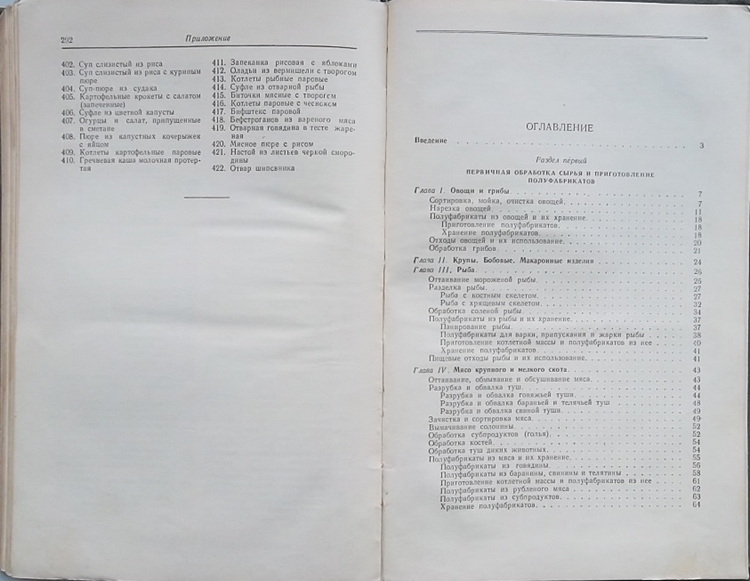 292
Приложение
402. Суп слизистый из риса
403. Суп слизистый из риса с куриным
пюре
404. Суп-пюре из судака
405. Картофельные крокеты с салатом
(запеченные)
406. Суфле из цветной капусты
407. Огурцы и салат, припущенные
в сметане
408. Пюре из капустных кочерыжек
с яйцом
409. Котлеты картофельные паровые
410. Гречневая каша молочная протер-
тая
411. Запеканка рисовая с яблоками
412. Оладьи из вермишели с творогом
413. Котлеты рыбные паровые
414. Суфле из отварной рыбы
415. Биточки мясные с творогом
416. Котлеты паровые с чесноком
417. Бифштекс паровой
418. Бефстроганов из вареного мяса
419. Отварная говядина в тесте жаре-
ная
420. Мясное пюре с рисом
421. Настой из листьев черной сморо-
дины
422. Отвар шиповника
ОГЛАВЛЕНИЕ
Введение 3
Раздел первый
ПЕРВИЧНАЯ ОБРАБОТКА СЫРЬЯ И ПРИГОТОВЛЕНИЕ
ПОЛУФАБРИКАТОВ
Глава I. Овощи и грибы 7
Сортировка, мойка, очистка овощей 7
Нарезка овощей 11
Полуфабрикаты из овощей и их хранение 18
Приготовление полуфабрикатов 18
Хранение полуфабрикатов 19
Отходы овощей и их использование 20
Обработка грибов 21
Глава II. Крупы, Бобовые, Макаронные изделия 24
Глава III. Рыба 26
Оттаивание мороженой рыбы 26
Разделка рыбы 27
Рыба с костным скелетом 27
Рыба с хрящевым скелетом 32
Обработка соленой рыбы 34
Полуфабрикаты из рыбы и их хранение 37
Панирование рыбы 37
Полуфабрикаты для варки, припускания и жарки рыбы 38
Приготовление котлетной массы и полуфабрикатов из нее 40
Хранение полуфабрикатов 41
Пищевые отходы рыбы и их использование 41
Глава IV. Мясо крупного и мелкого скота 43
Оттаивание, обмывание и обсушивание мяса 43
Разрубка и обвалка туш 44
Разрубка и обвалка говяжьей туши 44
Разрубка и обвалка бараньей и телячьей туш 48
Разрубка и обвалка свиной туши 49
Зачистка и сортировка мяса 49
Вымачивание солонины 52
Обработка субпродуктов (голья) 52
Обработка костей 54
Обработка туш диких животных 54
Полуфабрикаты из мяса и их хранение 55
Полуфабрикаты из говядины 56
Полуфабрикаты из баранины, свинины и телятины 58
Приготовление котлетной массы и полуфабрикатов из нее 61
Полуфабрикаты из рубленого мяса 62
Полуфабрикаты из субпродуктов 63
Хранение полуфабрикатов 64